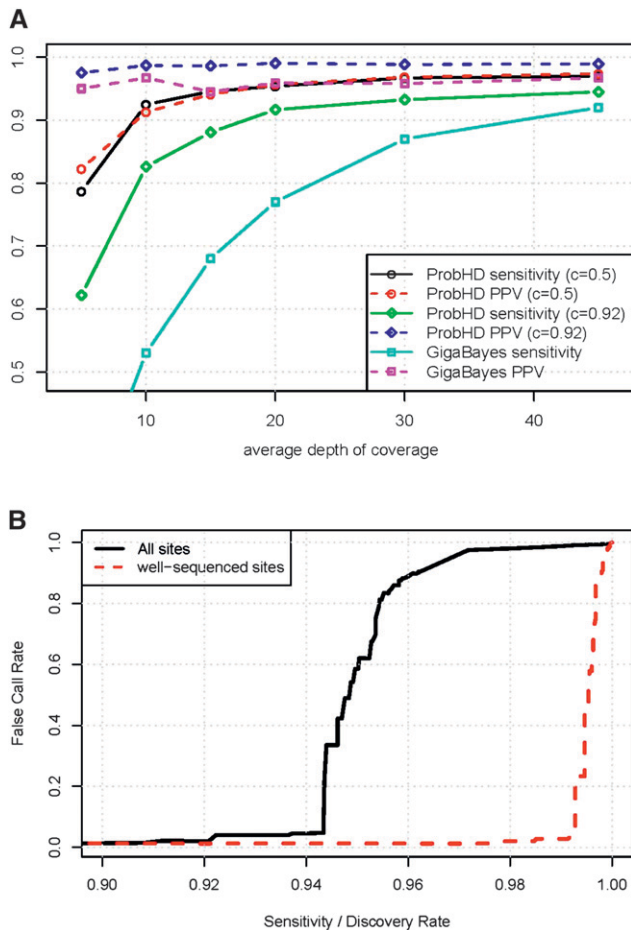 A
1.0
0.9
0.8
0.7
0.6
0.5
ProbHD sensitivity (c=0.5)
ProbHD PPV (c=0.5)
ProbHD sensitivity (c=0.92)
ProbHD PPV (c=0.92)
GigaBayes sensitivity
GigaBayes PPV
10 20 30 40
average depth of coverage
B
All sites
well-sequenced sites
False Call Rate
1.0
0.8
0.6
0.4
0.2
0.0
0.90 0.92 0.94 0.96 0.98 1.00
Sensitivity / Discovery Rate